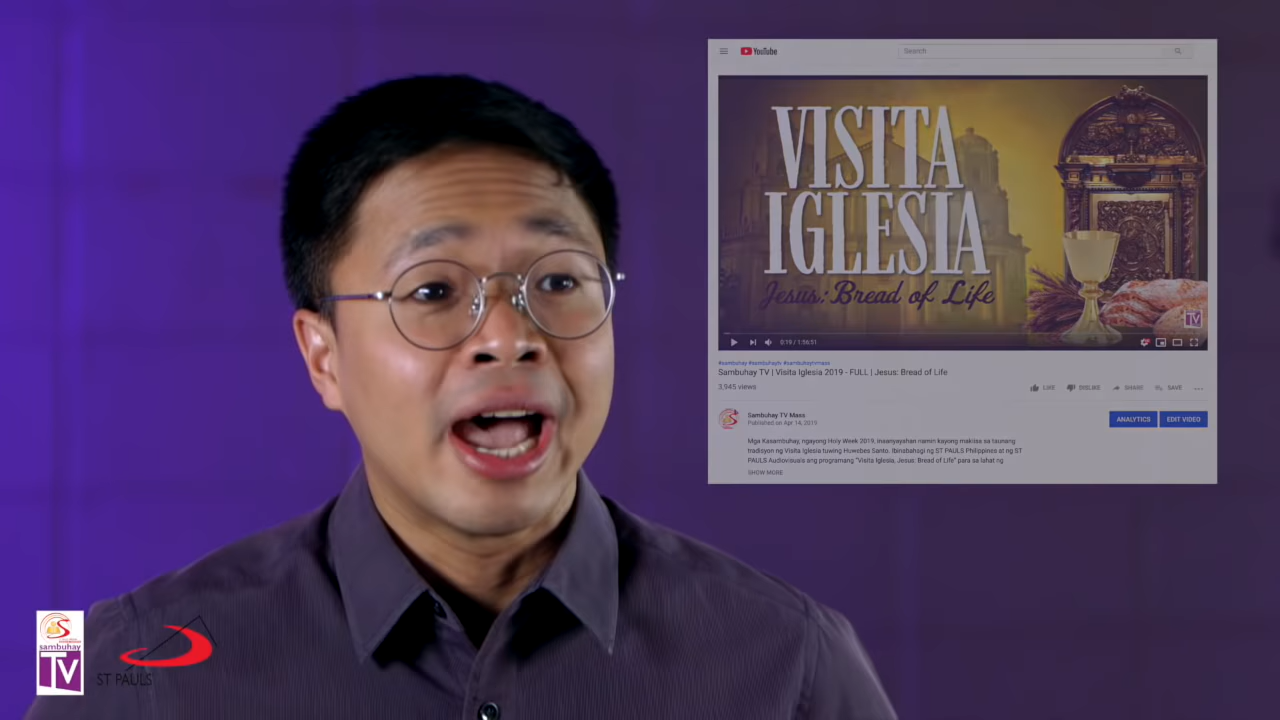 YouTube
Search
VISITA
IGLESIA
Jesus: Bread of Life
TV
0:19 / 1:56:01
#sambuhay #sambuhaytv #sambuhaytvmass
Sambuhay TV | Visita Iglesia 2019 - FULL | Jesus: Bread of Life
3,945 views
LIKE DISLIKE SHARE SAVE
Sambuhay TV Mass
Published on Apr 14, 2019
ANALYTICS EDIT VIDEO
Mga Kasambuhay, ngayong Holy Week 2019, inaanyayahan namin kayong makiisa sa taunang
tradisyon ng Visita Iglesia tuwing Huwebes Santo. Ibinabahagi ng ST PAULS Philippines at ng ST
PAULS Audiovisuals ang programang "Visita Iglesia, Jesus: Bread of Life" para sa lahat ng
SHOW MORE
sambuhay
TV
ST PAULS